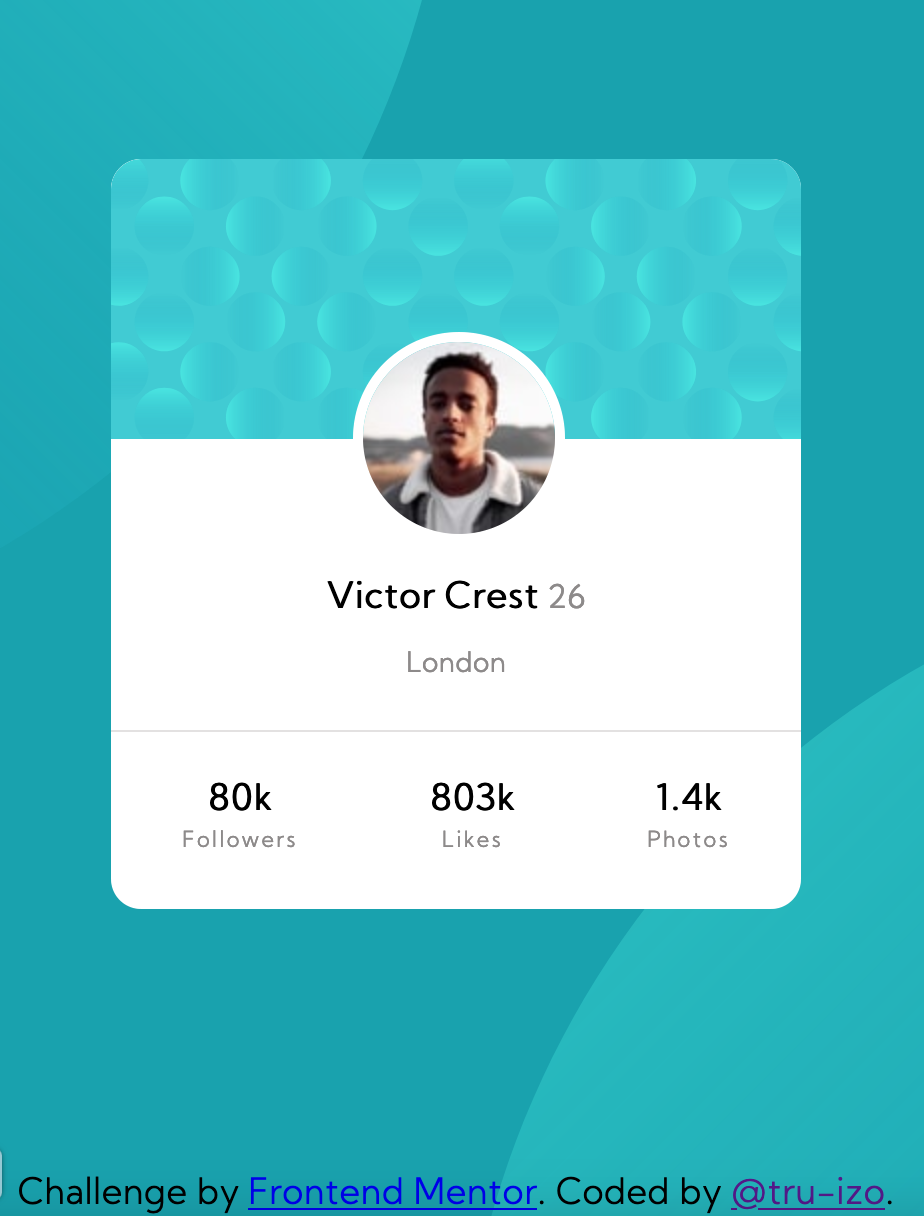 Victor Crest 26
London
80k 803k 1.4k
Followers Likes Photos
Challenge by Frontend Mentor. Coded by @tru-izo.